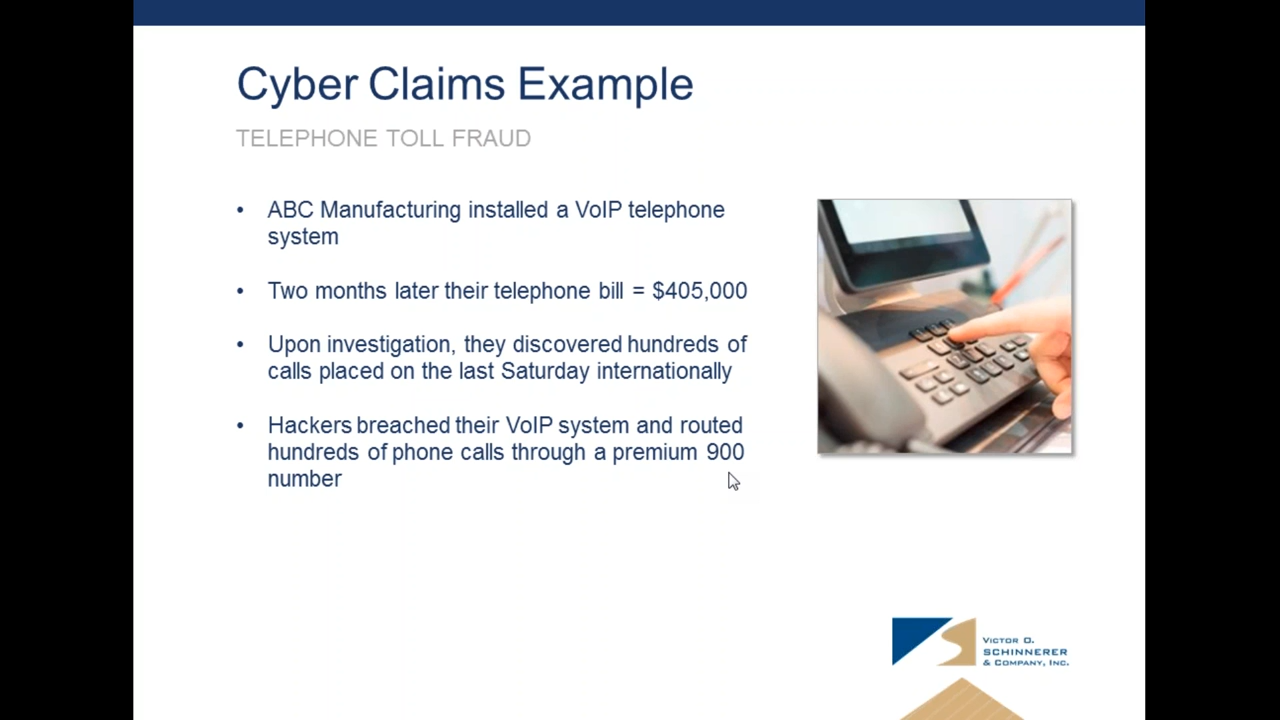 Cyber Claims Example
TELEPHONE TOLL FRAUD
• ABC Manufacturing installed a VoIP telephone
system
• Two months later their telephone bill = $405,000
• Upon investigation, they discovered hundreds of
calls placed on the last Saturday internationally
• Hackers breached their VoIP system and routed
hundreds of phone calls through a premium 900
number
VICTOR O.
SCHINNERER
& COMPANY, INC.